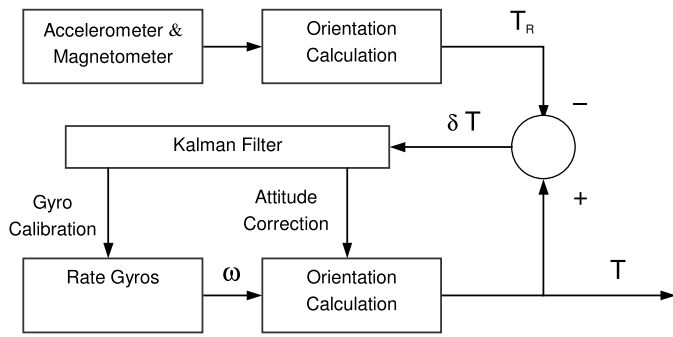 Accelerometer &
Magnetometer
Orientation
Calculation
T_R
−
δ T
Kalman Filter
Gyro
Calibration
Attitude
Correction
+
Rate Gyros
ω
Orientation
Calculation
T